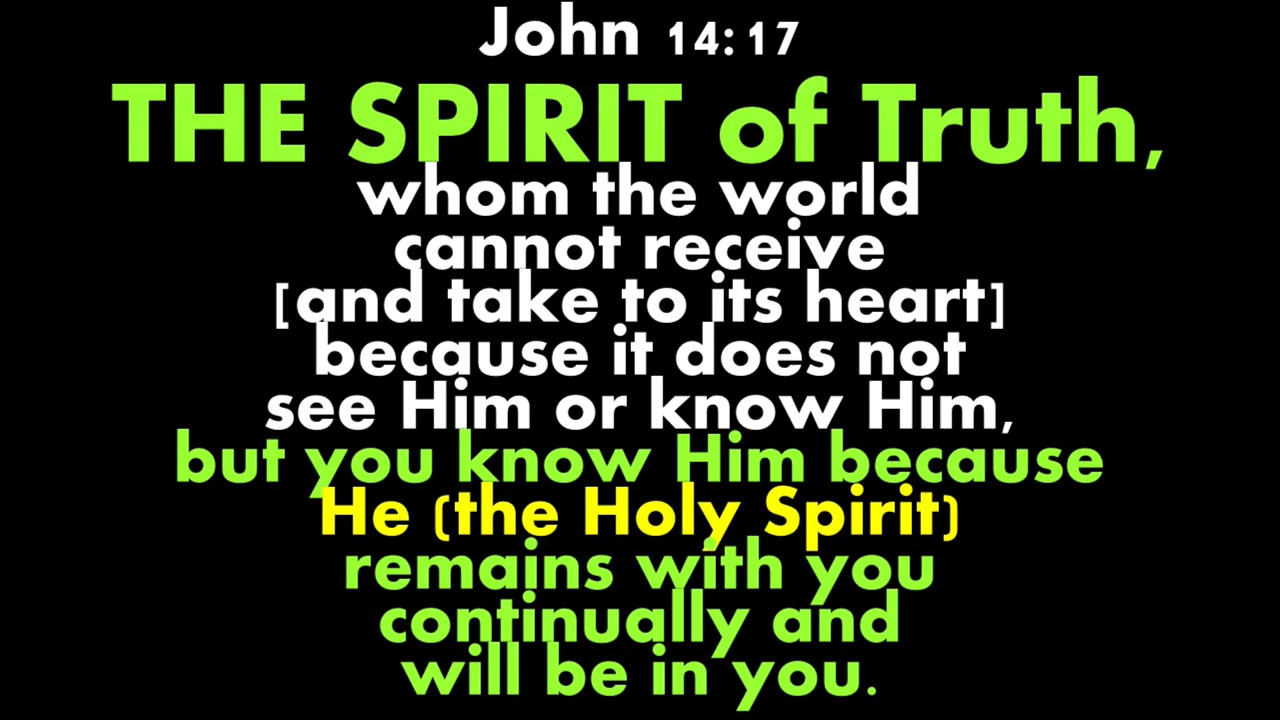 John 14:17
THE SPIRIT of Truth,
whom the world
cannot receive
[and take to its heart]
because it does not
see Him or know Him,
but you know Him because
He (the Holy Spirit)
remains with you
continually and
will be in you.